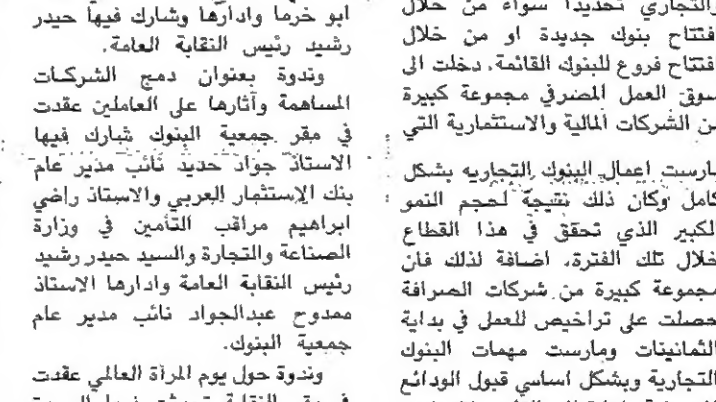 والتجاري تحديدا سواء من خلال
افتتاح بنوك جديدة او من خلال
افتتاح فروع للبنوك القائمة. دخلت الى
سوق العمل المصرفي مجموعة كبيرة
من الشركات المالية والاستثمارية التي
مارست اعمال البنوك التجاريه بشكل
كامل وكان ذلك نتيجة لحجم النمو
الكبير الذي تحقق في هذا القطاع
خلال تلك الفترة، اضافة لذلك فان
مجموعة كبيرة من شركات الصرافة
حصلت على تراخيص للعمل في بداية
الثمانينات ومارست مهمات البنوك
التجارية وبشكل اساسي قبول الودائع
ابو خرما وادارها وشارك فيها حيدر
رشيد رئيس النقابة العامة.
وندوة بعنوان دمج الشركات
المساهمة وآثارها على العاملين عقدت
في مقر جمعية البنوك شارك فيها
الاستاذ جواد حديد نائب مدير عام
بنك الاستثمار العربي والاستاذ راضي
ابراهيم مراقب التأمين في وزارة
الصناعة والتجارة والسيد حيدر رشيد
رئيس النقابة العامة وادارها الاستاذ
ممدوح عبدالجواد نائب مدير عام
جمعية البنوك.
وندوة حول يوم المرأة العالمي عقدت